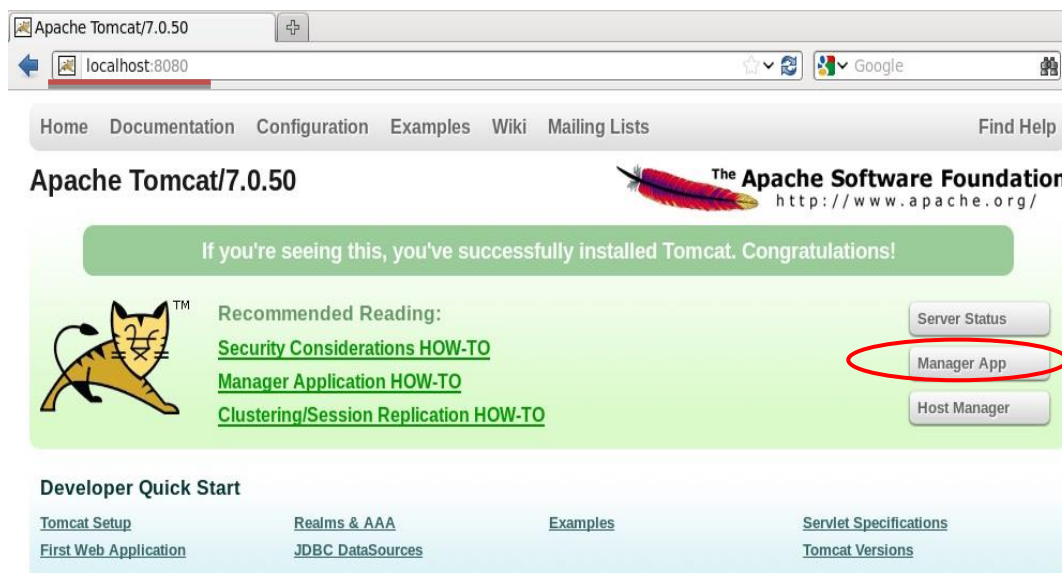 Apache Tomcat/7.0.50
localhost:8080
Google
Home Documentation Configuration Examples Wiki Mailing Lists Find Help
Apache Tomcat/7.0.50
The Apache Software Foundation
http://www.apache.org/
If you're seeing this, you've successfully installed Tomcat. Congratulations!
TM
Recommended Reading:
Security Considerations HOW-TO
Manager Application HOW-TO
Clustering/Session Replication HOW-TO
Server Status
Manager App
Host Manager
Developer Quick Start
Tomcat Setup Realms & AAA Examples Servlet Specifications
First Web Application JDBC DataSources Tomcat Versions